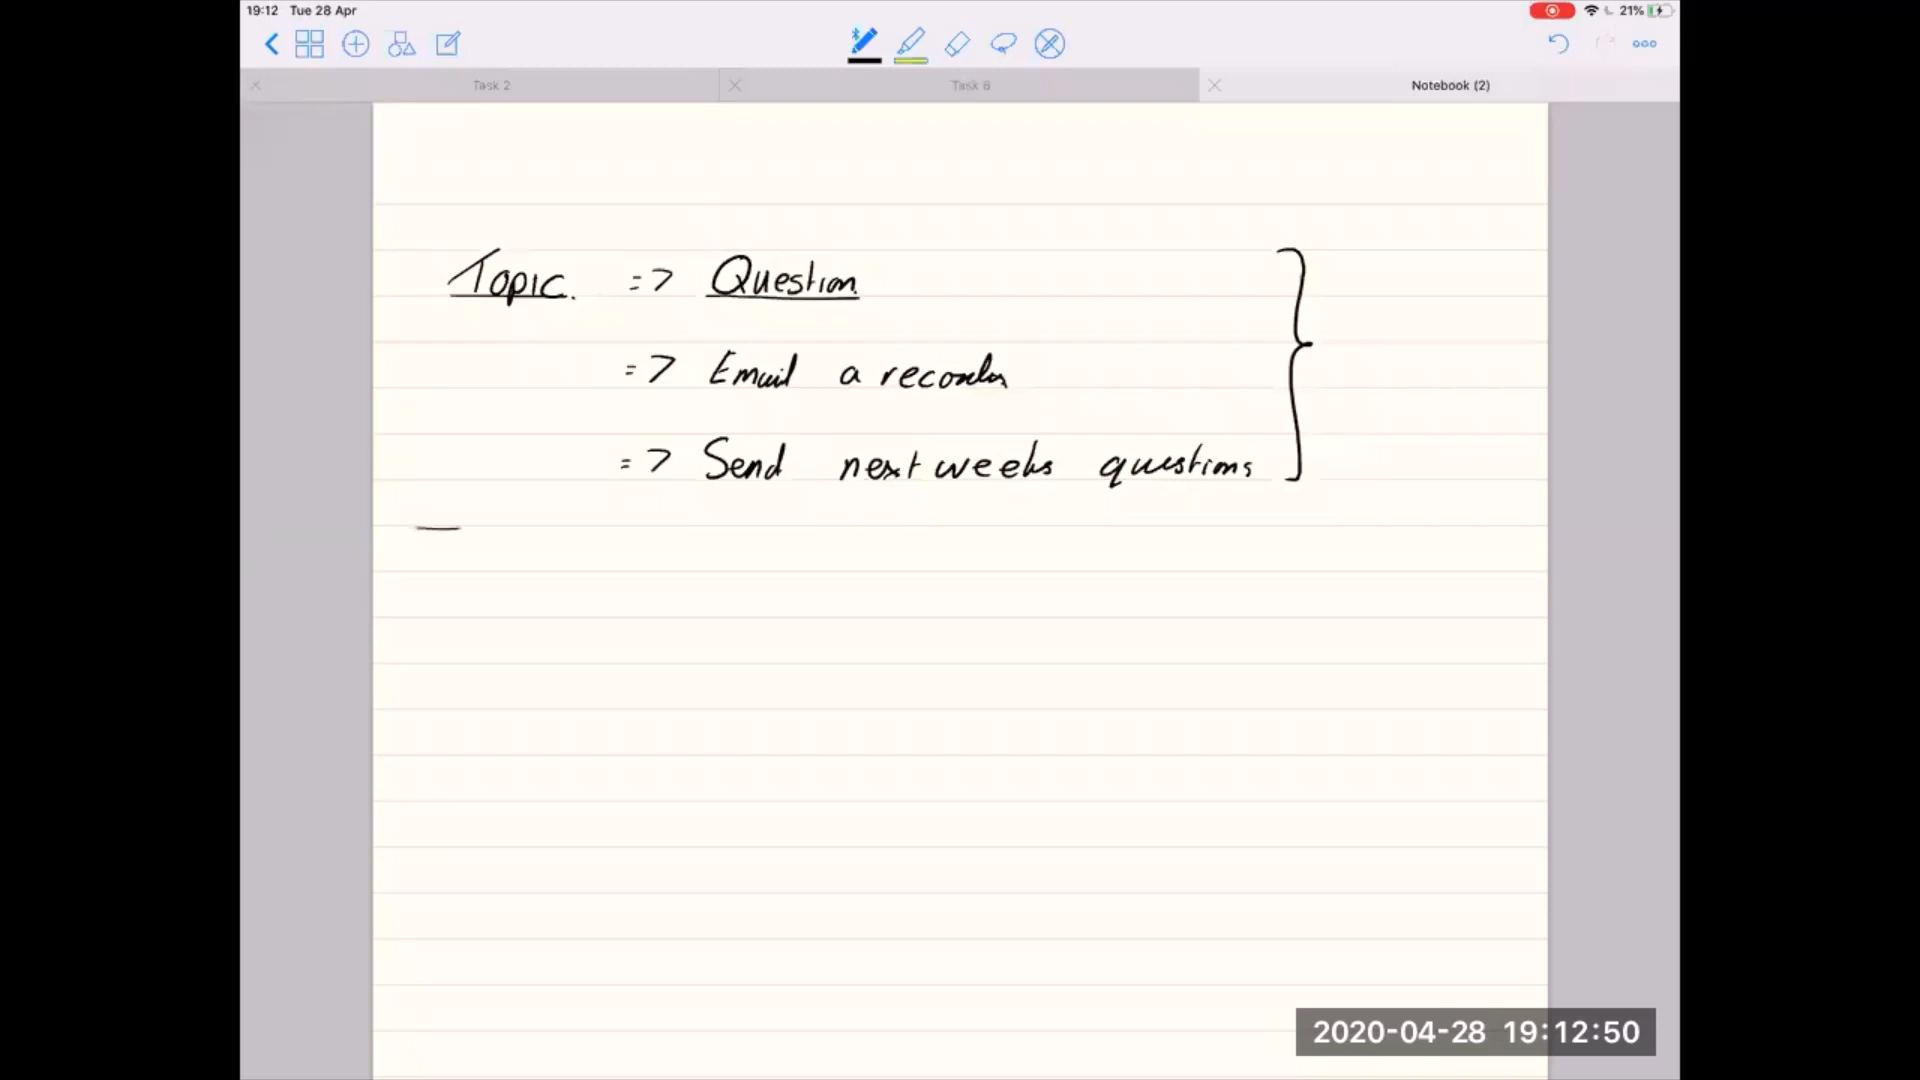 19:12 Tue 28 Apr 21%
Task 2 Task 8 Notebook (2)
Topic. => Question.
=> Email a
=> Send next weeks questions
2020-04-28 19:12:50